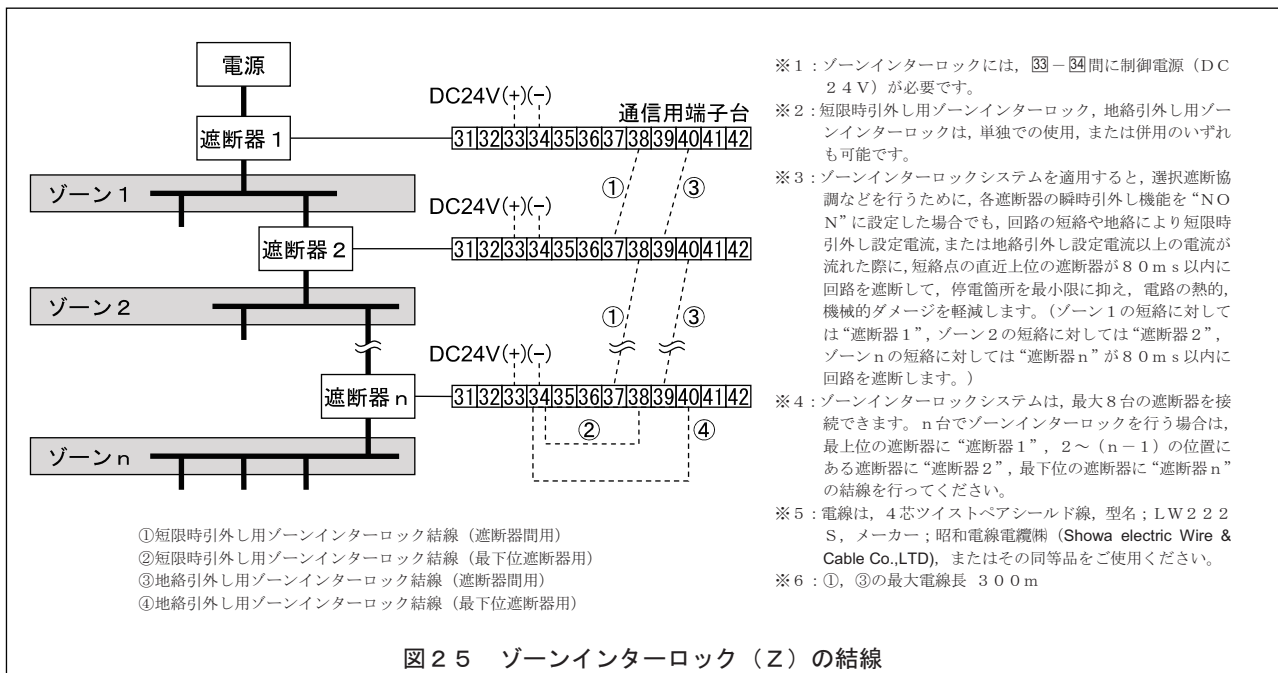 電源
DC24V(+)(-)
通信用端子台
遮断器1
31 32 33 34 35 36 37 38 39 40 41 42
ゾーン1
①
③
DC24V(+)(-)
遮断器2
31 32 33 34 35 36 37 38 39 40 41 42
ゾーン2
①
③
DC24V(+)(-)
遮断器n
31 32 33 34 35 36 37 38 39 40 41 42
②
④
ゾーンn
①短限時引外し用ゾーンインターロック結線（遮断器間用）
②短限時引外し用ゾーンインターロック結線（最下位遮断器用）
③地絡引外し用ゾーンインターロック結線（遮断器間用）
④地絡引外し用ゾーンインターロック結線（最下位遮断器用）
※1：ゾーンインターロックには，33－34間に制御電源（DC
24V）が必要です。
※2：短限時引外し用ゾーンインターロック，地絡引外し用ゾー
ンインターロックは，単独での使用，または併用のいずれ
も可能です。
※3：ゾーンインターロックシステムを適用すると，選択遮断協
調などを行うために，各遮断器の瞬時引外し機能を“NO
N”に設定した場合でも，回路の短絡や地絡により短限時
引外し設定電流，または地絡引外し設定電流以上の電流が
流れた際に，短絡点の直近上位の遮断器が80ms以内に
回路を遮断して，停電箇所を最小限に抑え，電路の熱的，
機械的ダメージを軽減します。（ゾーン1の短絡に対して
は“遮断器1”，ゾーン2の短絡に対しては“遮断器2”，
ゾーンnの短絡に対しては“遮断器n”が80ms以内に
回路を遮断します。）
※4：ゾーンインターロックシステムは，最大8台の遮断器を接
続できます。n台でゾーンインターロックを行う場合は，
最上位の遮断器に“遮断器1”，2～（n－1）の位置に
ある遮断器に“遮断器2”，最下位の遮断器に“遮断器n”
の結線を行ってください。
※5：電線は，4芯ツイストペアシールド線，型名；LW222
S，メーカー；昭和電線電纜㈱（Showa electric Wire &
Cable Co.,LTD)，またはその同等品をご使用ください。
※6：①，③の最大電線長 300m
図25 ゾーンインターロック（Z）の結線